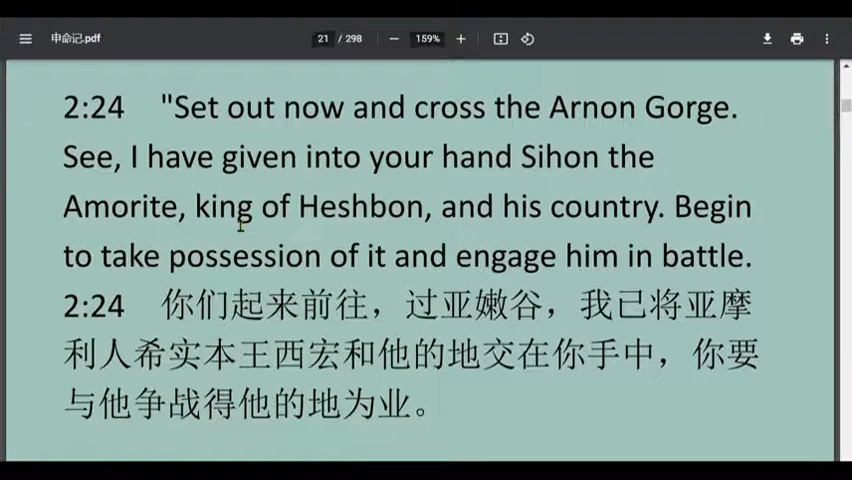 申命记.pdf
21 / 298
159%
2:24 "Set out now and cross the Arnon Gorge.
See, I have given into your hand Sihon the
Amorite, king of Heshbon, and his country. Begin
to take possession of it and engage him in battle.
2:24 你们起来前往，过亚嫩谷，我已将亚摩
利人希实本王西宏和他的地交在你手中，你要
与他争战得他的地为业。